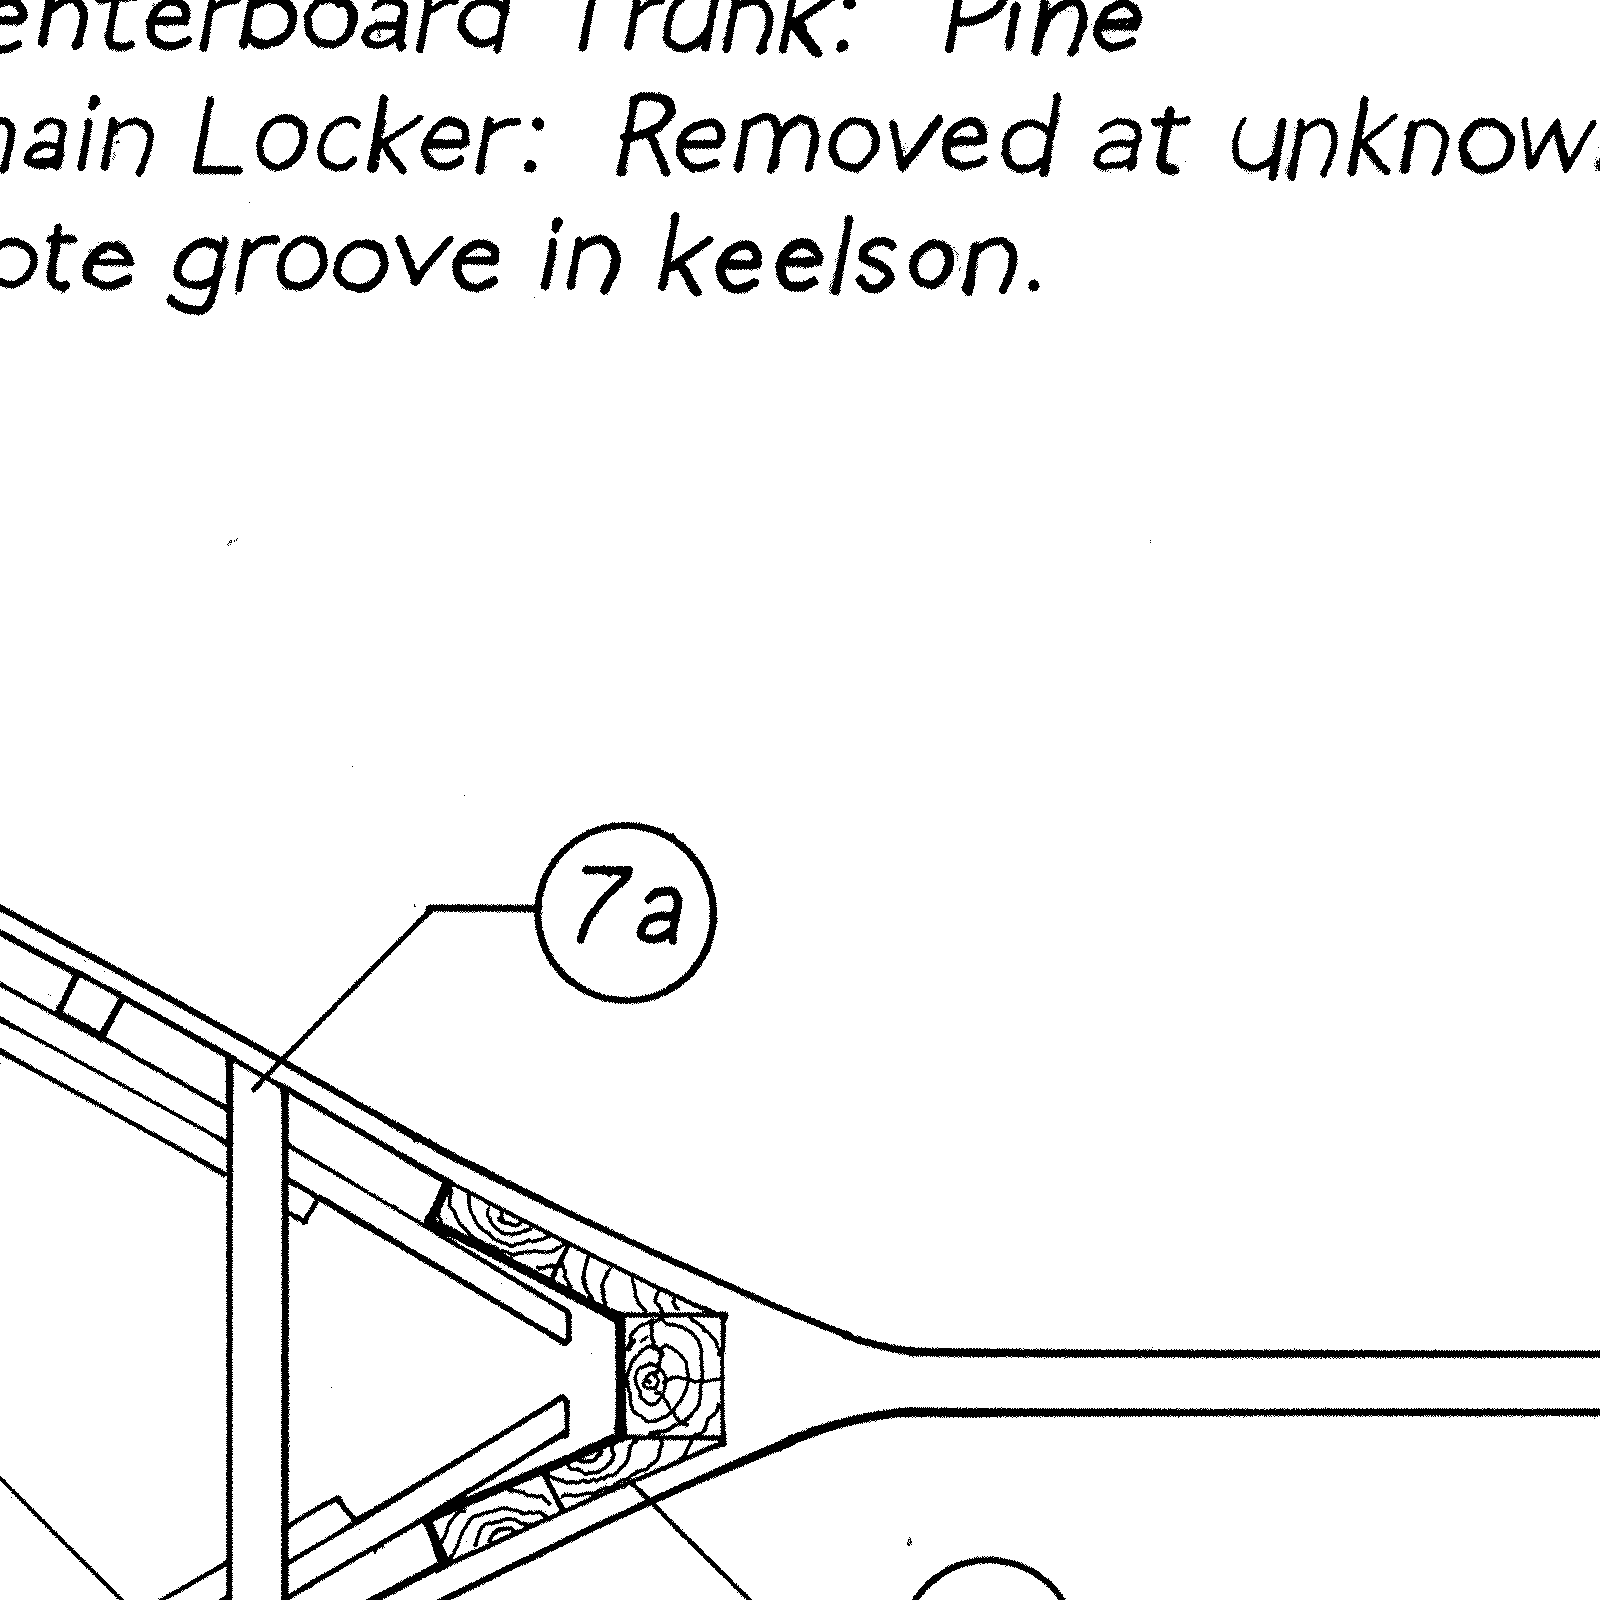 enterboard Trunk: Pine
hain Locker: Removed at unknow
ote groove in keelson.
7a